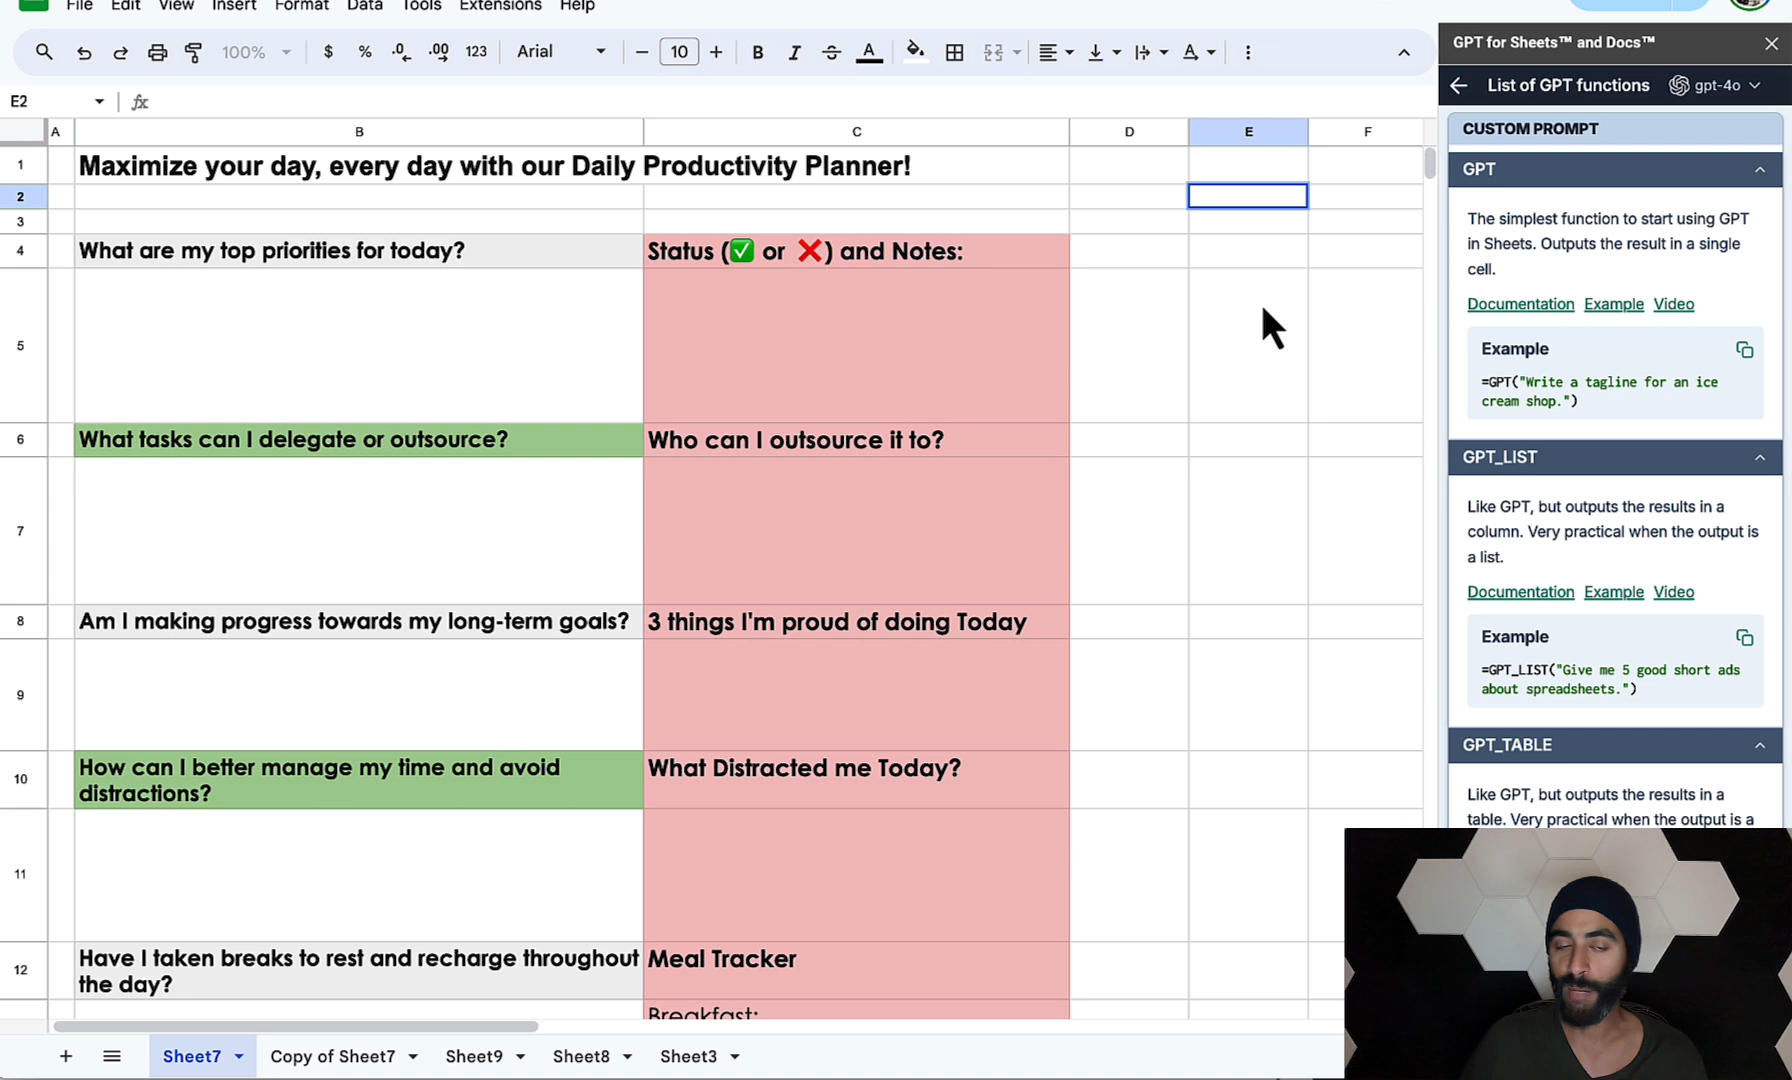 File Edit View Insert Format Data Tools Extensions Help
100% $ % .0 .00 123 Arial 10 B I A
E2 fx
A B C D E F
1 Maximize your day, every day with our Daily Productivity Planner!
2
3
4 What are my top priorities for today? Status (✅ or ❌) and Notes:
5
6 What tasks can I delegate or outsource? Who can I outsource it to?
7
8 Am I making progress towards my long-term goals? 3 things I'm proud of doing Today
9
10 How can I better manage my time and avoid
distractions?
What Distracted me Today?
11
12 Have I taken breaks to rest and recharge throughout
the day?
Meal Tracker
Breakfast:
Sheet7 Copy of Sheet7 Sheet9 Sheet8 Sheet3
GPT for Sheets™ and Docs™
List of GPT functions gpt-4o
CUSTOM PROMPT
GPT
The simplest function to start using GPT
in Sheets. Outputs the result in a single
cell.
Documentation Example Video
Example
=GPT("Write a tagline for an ice
cream shop.")
GPT_LIST
Like GPT, but outputs the results in a
column. Very practical when the output is
a list.
Documentation Example Video
Example
=GPT_LIST("Give me 5 good short ads
about spreadsheets.")
GPT_TABLE
Like GPT, but outputs the results in a
table. Very practical when the output is a